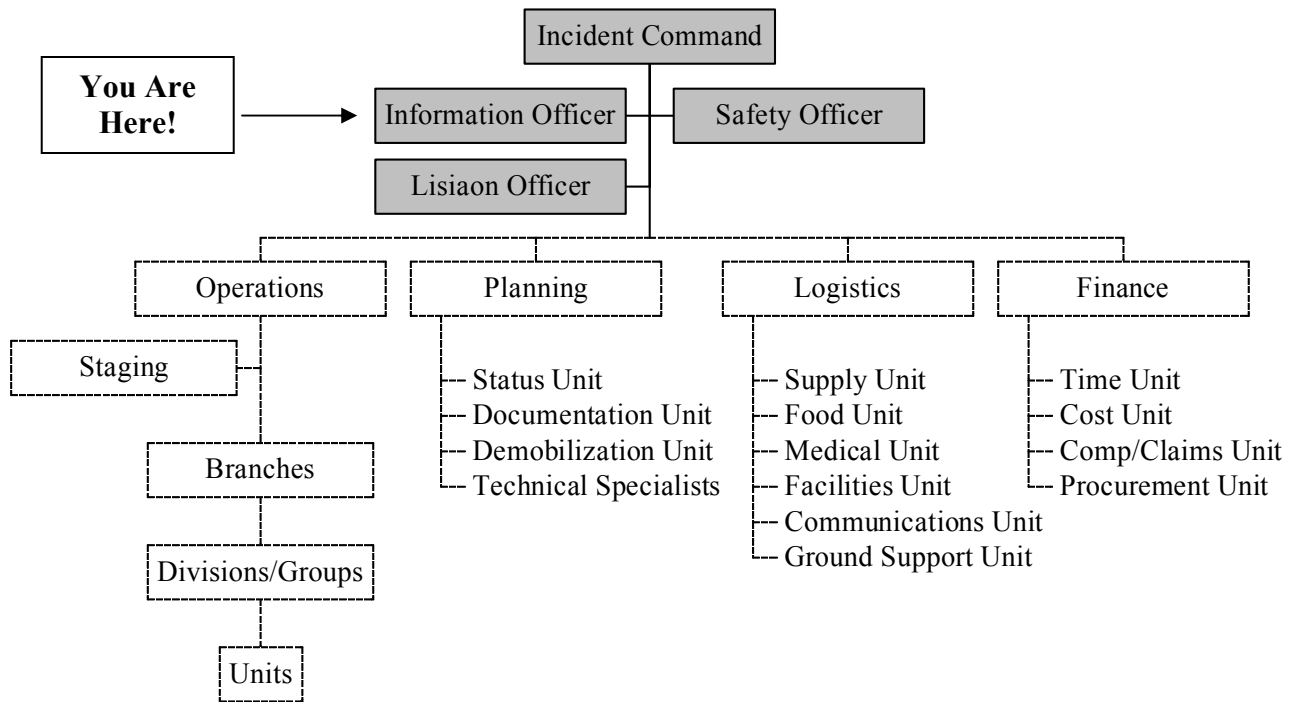 Incident Command
You Are
Here!
Information Officer
Safety Officer
Lisiaon Officer
Operations
Planning
Logistics
Finance
Staging
Branches
Divisions/Groups
Units
Status Unit
Documentation Unit
Demobilization Unit
Technical Specialists
Supply Unit
Food Unit
Medical Unit
Facilities Unit
Communications Unit
Ground Support Unit
Time Unit
Cost Unit
Comp/Claims Unit
Procurement Unit